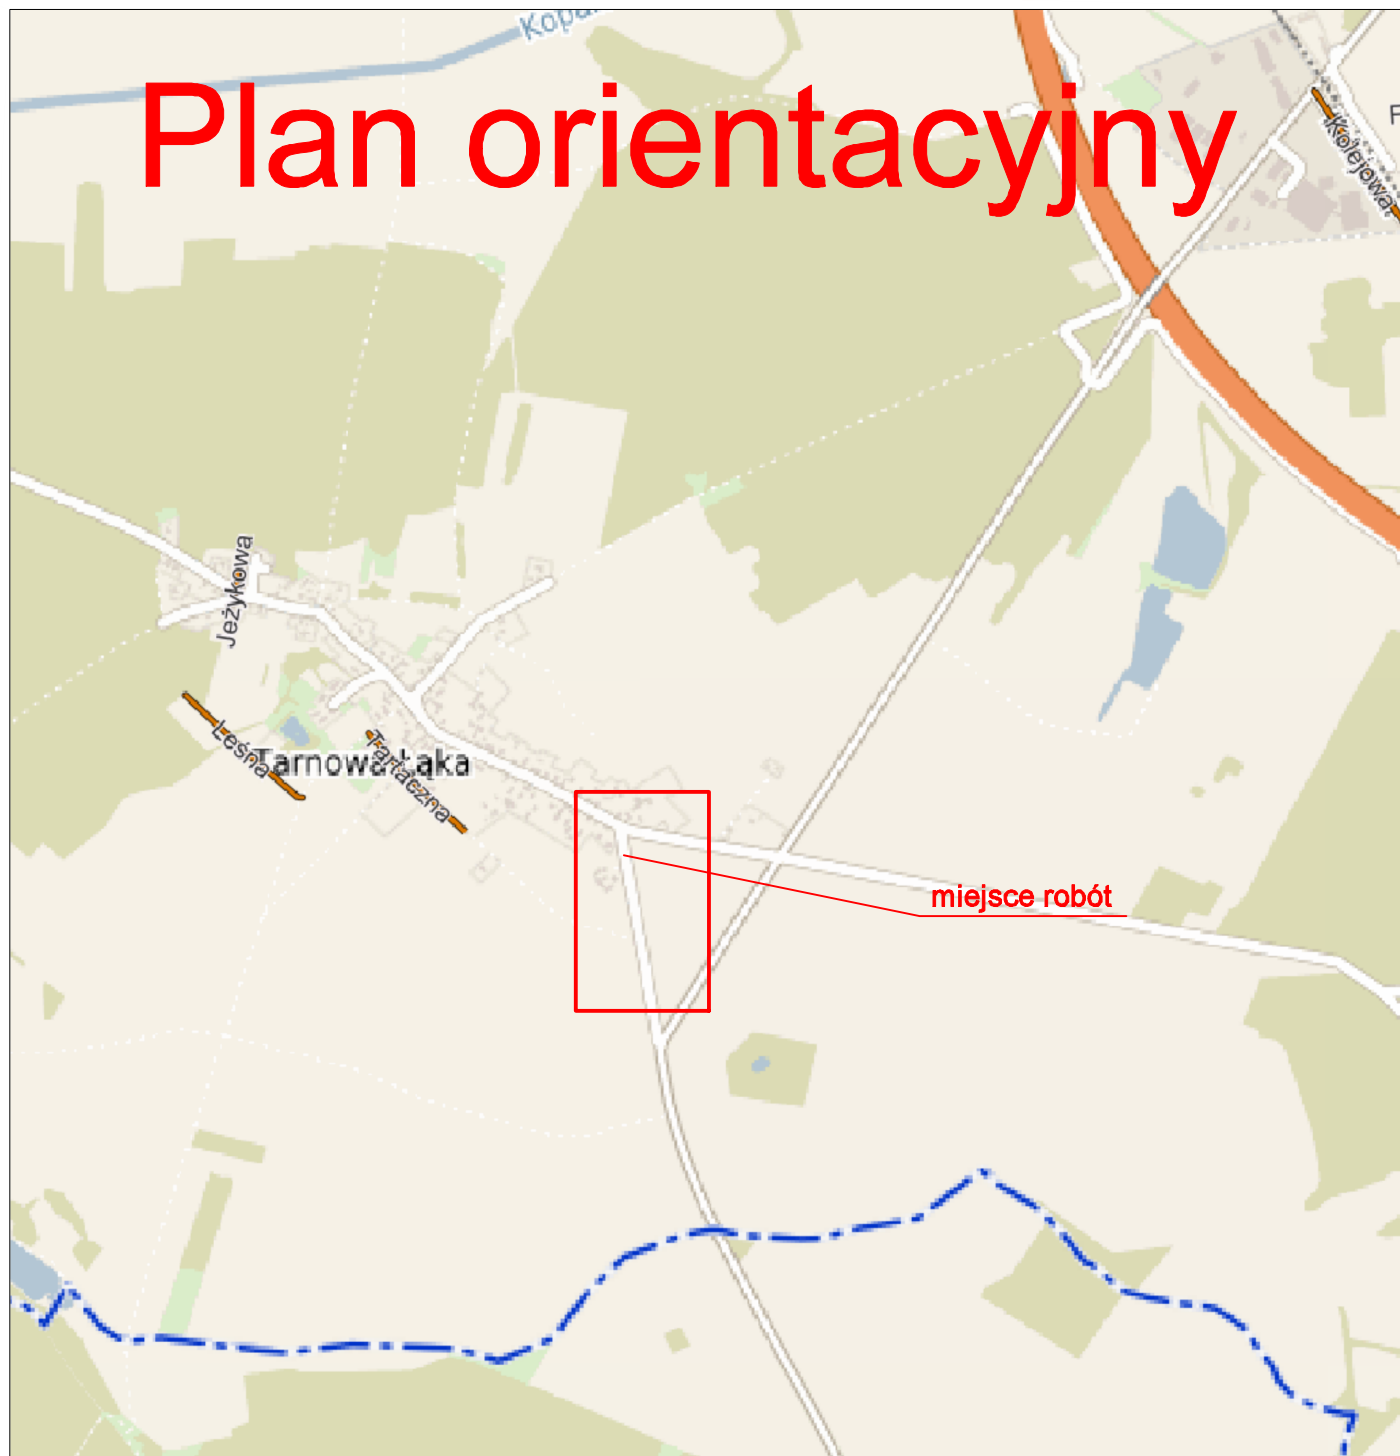 Plan orientacyjny
Kolejowa
Jeżykowa
Leśna
Tarnowa Łąka
Tartaczna
miejsce robót